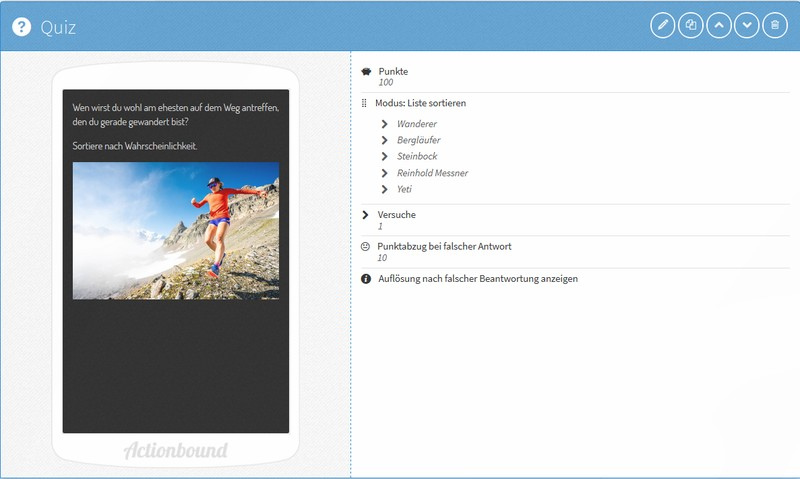 Quiz
Wen wirst du wohl am ehesten auf dem Weg antreffen,
den du gerade gewandert bist?
Sortiere nach Wahrscheinlichkeit.
Actionbound
Punkte
100
Modus: Liste sortieren
Wanderer
Bergläufer
Steinbock
Reinhold Messner
Yeti
Versuche
1
Punktabzug bei falscher Antwort
10
Auflösung nach falscher Beantwortung anzeigen